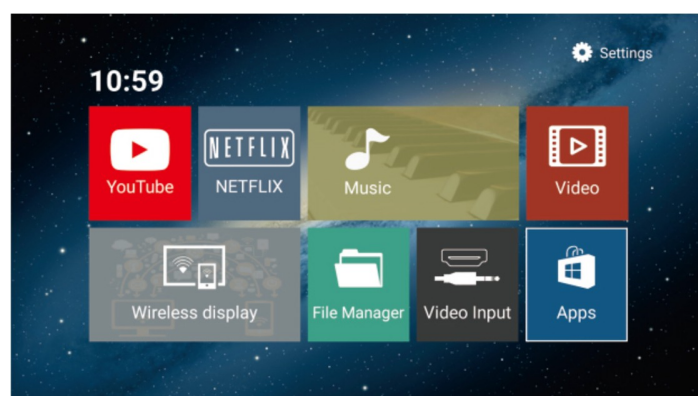 Settings
10:59
YouTube
NETFLIX
NETFLIX
Music
Video
Wireless display
File Manager
Video Input
Apps